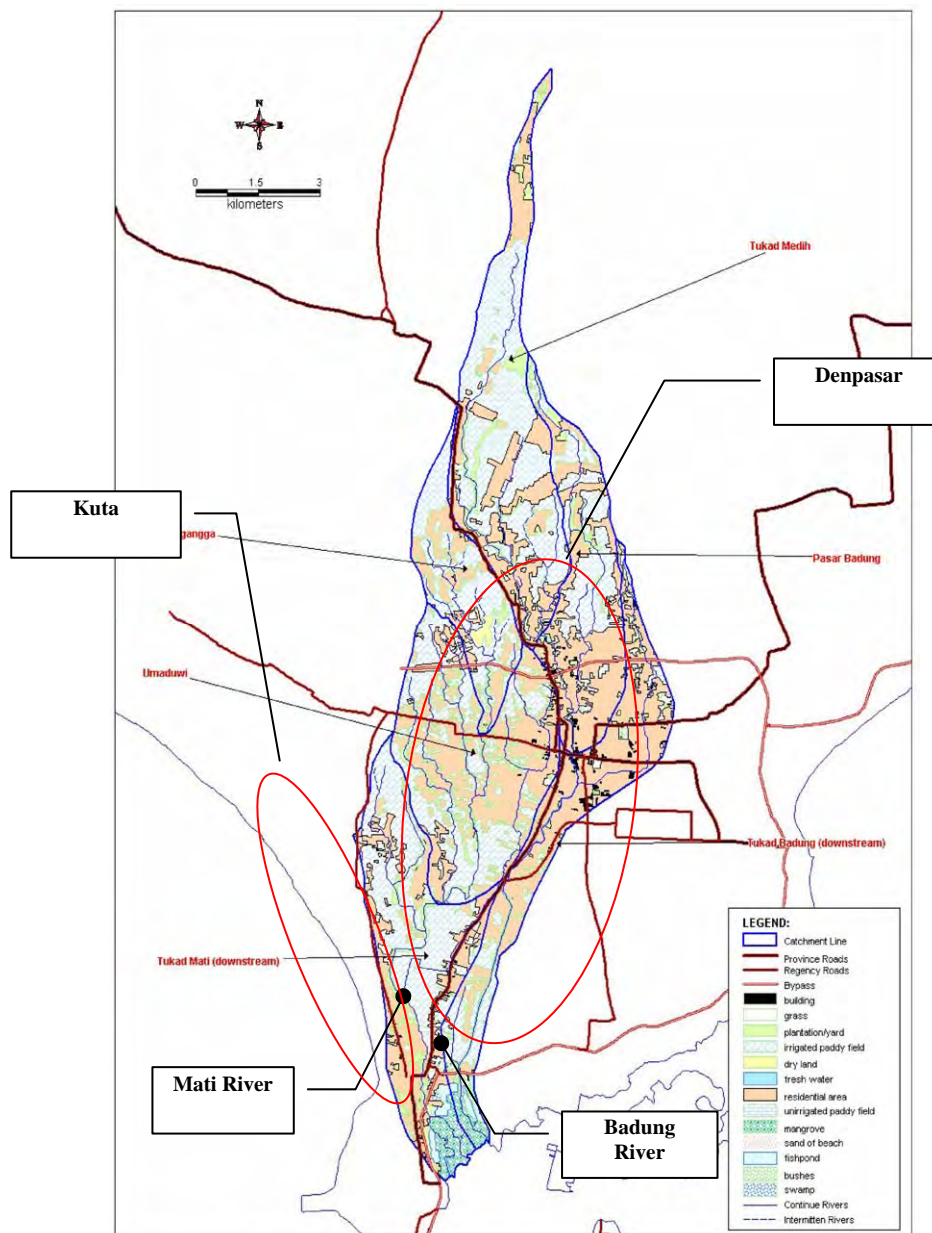 N
W E
S
0 1.5 3
kilometers
Tukad Medih
Denpasar
Kuta
gangga
Pasar Badung
Umaduwi
Tukad Badung (downstream)
Tukad Mati (downstream)
Mati River
Badung
River
LEGEND:
Catchment Line
Province Roads
Regency Roads
Bypass
building
grass
plantation/yard
irrigated paddy field
dry land
fresh water
residential area
unirrigated paddy field
mangrove
sand of beach
fishpond
bushes
swamp
Continue Rivers
Intermitten Rivers